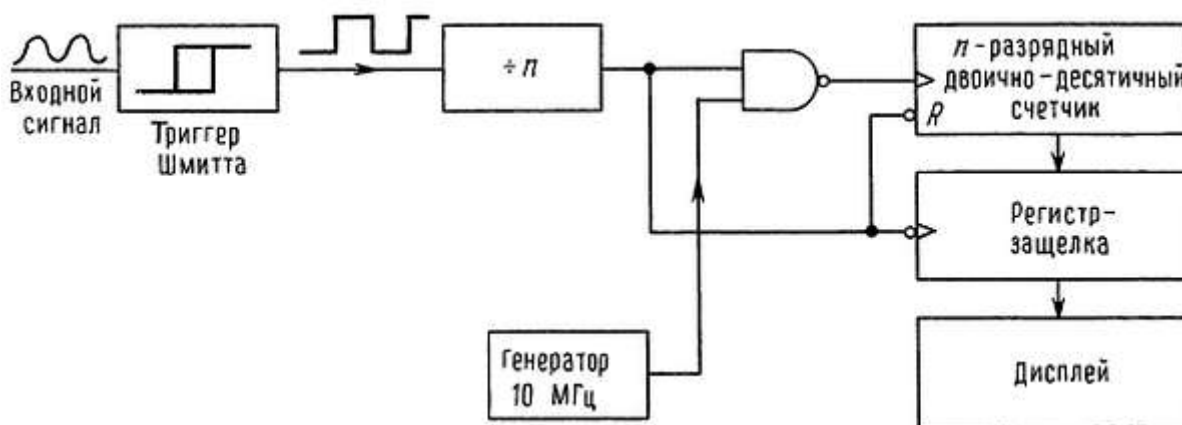 Входной
сигнал
Триггер
Шмитта
÷ n
n-разрядный
двоично-десятичный
счетчик
R
Регистр-
защелка
Генератор
10 МГц
Дисплей